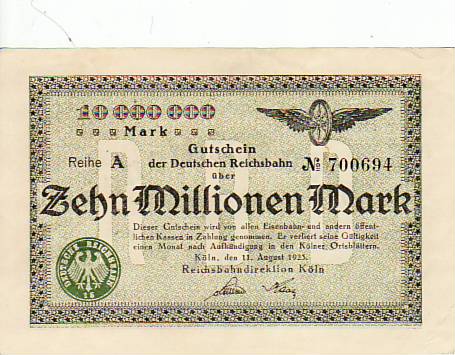 10 000 000
Mark
Gutschein
Reihe A der Deutschen Reichsbahn № 700694
über
Zehn Millionen Mark
Dieser Gutschein wird von allen Eisenbahn- und andern öffent-
lichen Kassen in Zahlung genommen. Er verliert seine Gültigkeit
einen Monat nach Aufkündigung in den Kölner Ortsblättern.
Köln, den 11. August 1923.
Reichsbahndirektion Köln
DEUTSCHE REICHSBAHN